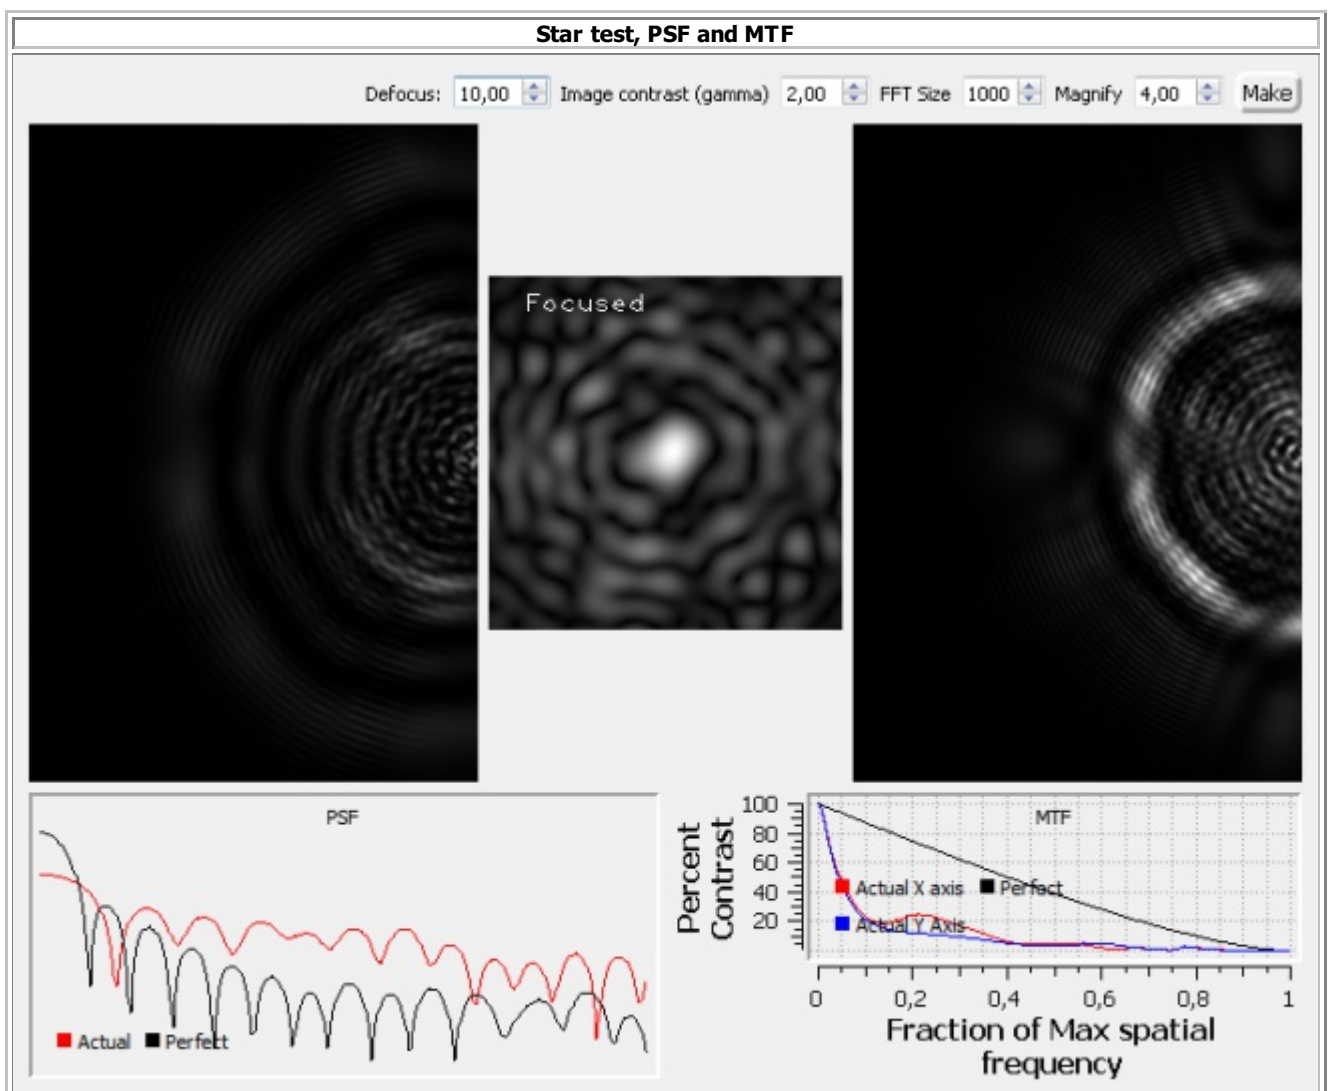 Star test, PSF and MTF
Defocus: 10,00 Image contrast (gamma) 2,00 FFT Size 1000 Magnify 4,00 Make
Focused
PSF
Actual Perfect
Percent
Contrast
100
80
60
40
20
MTF
Actual X axis Perfect
Actual Y Axis
0 0,2 0,4 0,6 0,8 1
Fraction of Max spatial
frequency